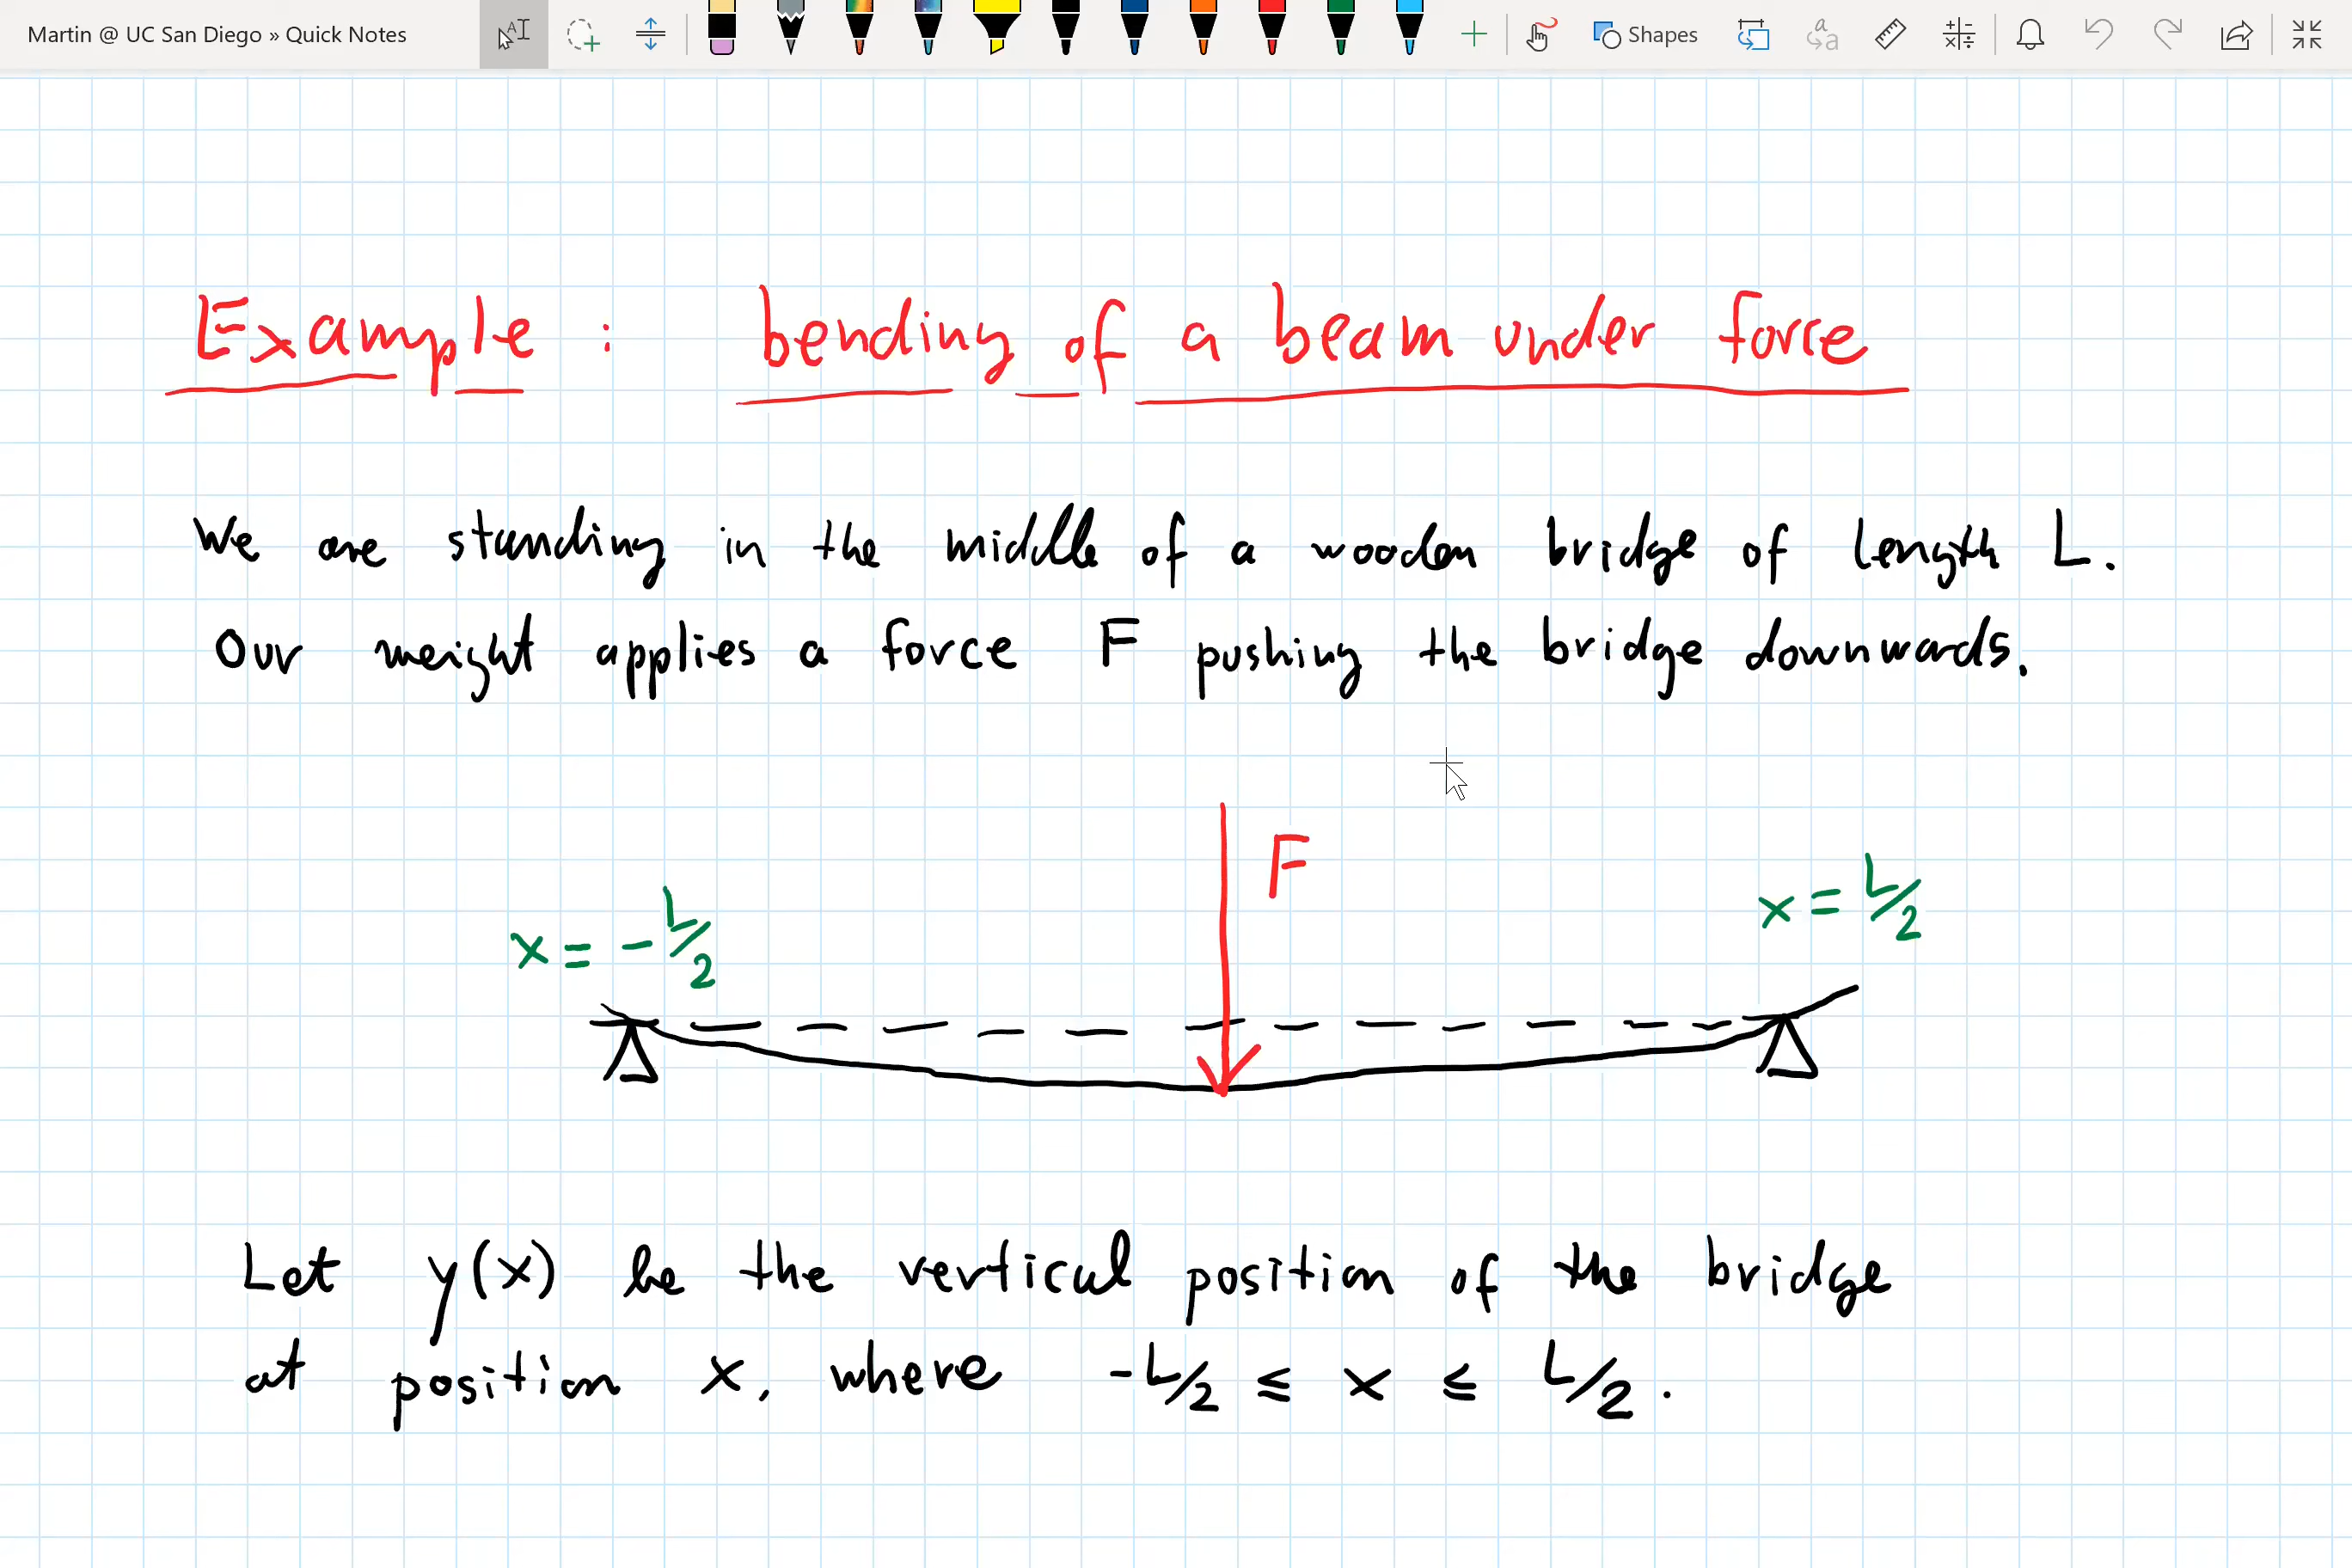 Martin @ UC San Diego » Quick Notes
Shapes
Example : bending of a beam under force
We are standing in the middle of a wooden bridge of length L.
Our weight applies a force F pushing the bridge downwards.
F
x = - L/2
x = L/2
Let y(x) be the vertical position of the bridge
at position x, where -L/2 ≤ x ≤ L/2.